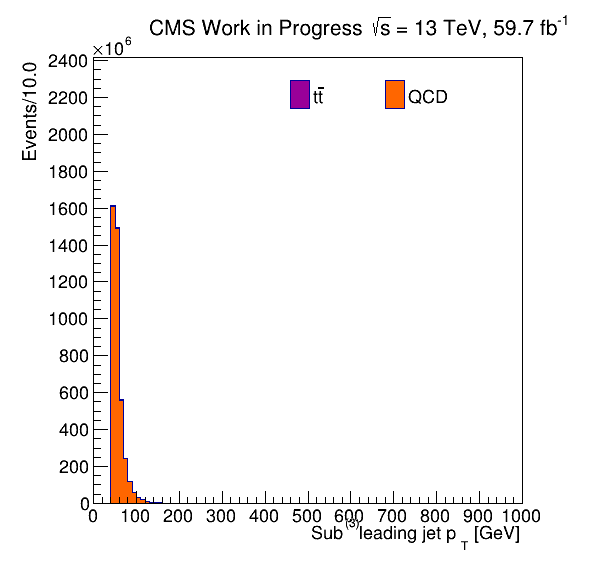 CMS Work in Progress √s = 13 TeV, 59.7 fb⁻¹
×10⁶
Events/10.0
2400
2200
2000
1800
1600
1400
1200
1000
800
600
400
200
0
tt̅
QCD
0 100 200 300 400 500 600 700 800 900 1000
Sub⁽³⁾leading jet p_T [GeV]